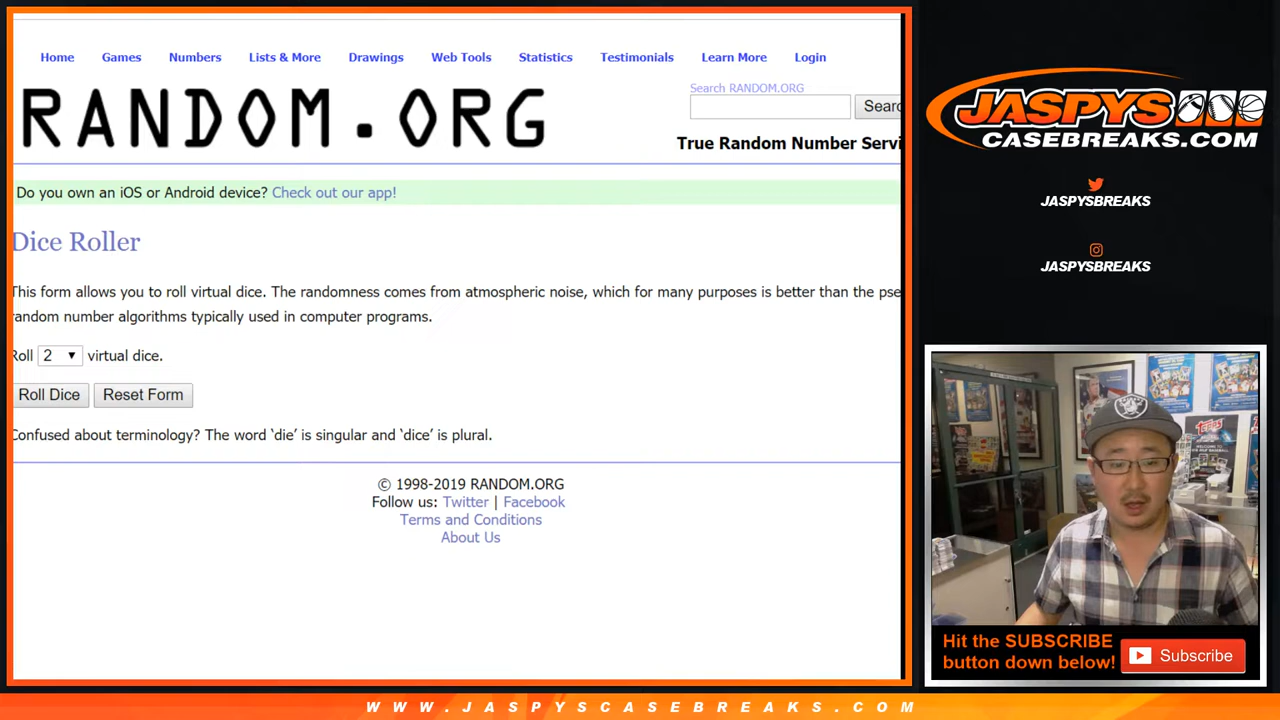 Home Games Numbers Lists & More Drawings Web Tools Statistics Testimonials Learn More Login
RANDOM.ORG
Search RANDOM.ORG
Searc
True Random Number Servi
Do you own an iOS or Android device? Check out our app!
Dice Roller
This form allows you to roll virtual dice. The randomness comes from atmospheric noise, which for many purposes is better than the pse
random number algorithms typically used in computer programs.
Roll 2 virtual dice.
Roll Dice Reset Form
Confused about terminology? The word ‘die’ is singular and ‘dice’ is plural.
© 1998-2019 RANDOM.ORG
Follow us: Twitter | Facebook
Terms and Conditions
About Us
JASPYS
CASEBREAKS.COM
JASPYSBREAKS
JASPYSBREAKS
topps
Hit the SUBSCRIBE
button down below!
Subscribe
WWW.JASPYSCASEBREAKS.COM